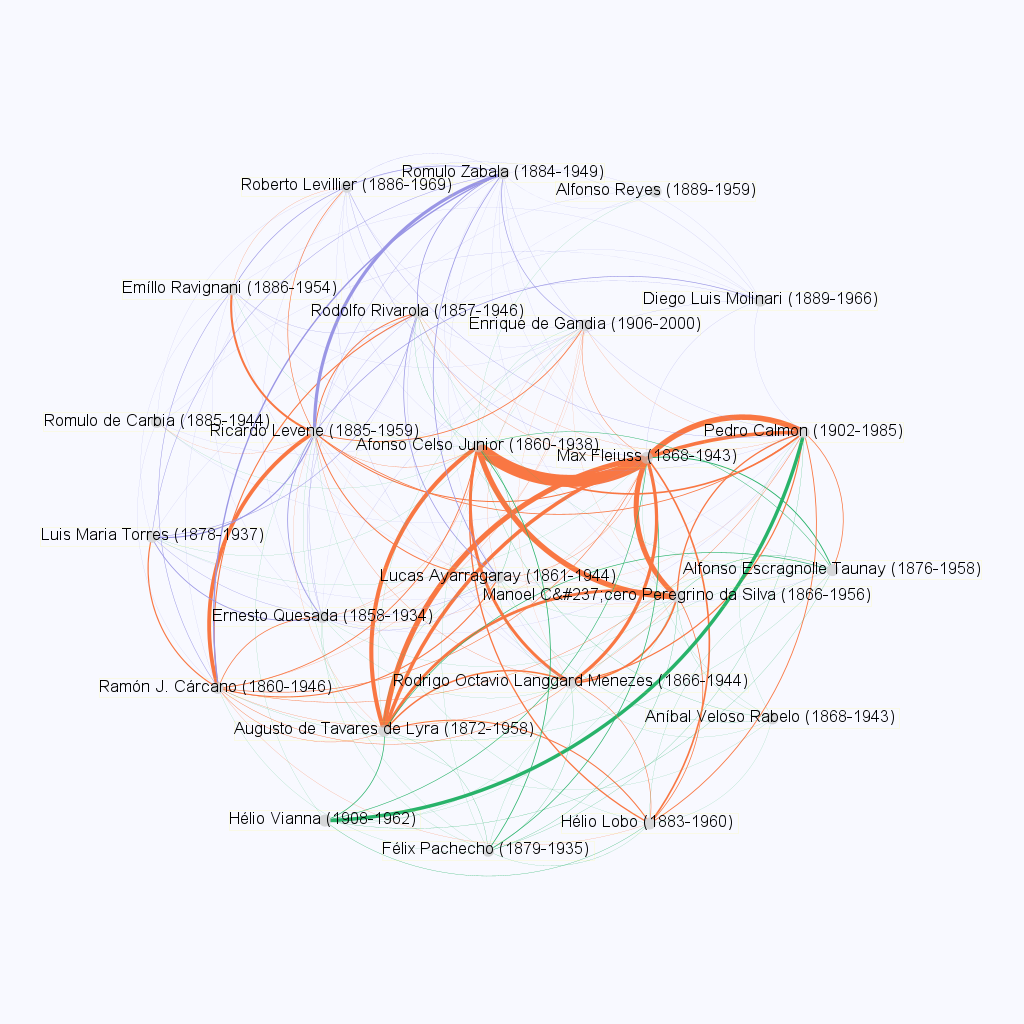 Romulo Zabala (1884-1949)
Roberto Levillier (1886-1969)
Alfonso Reyes (1889-1959)
Emíllo Ravignani (1886-1954)
Diego Luis Molinari (1889-1966)
Rodolfo Rivarola (1857-1946)
Enrique de Gandia (1906-2000)
Romulo de Carbia (1885-1944)
Ricardo Levene (1885-1959)
Pedro Calmon (1902-1985)
Afonso Celso Junior (1860-1938)
Max Fleiuss (1868-1943)
Luis Maria Torres (1878-1937)
Alfonso Escragnolle Taunay (1876-1958)
Lucas Ayarragaray (1861-1944)
Manoel C&#237;cero Peregrino da Silva (1866-1956)
Ernesto Quesada (1858-1934)
Rodrigo Octavio Langgard Menezes (1866-1944)
Ramón J. Cárcano (1860-1946)
Aníbal Veloso Rabelo (1868-1943)
Augusto de Tavares de Lyra (1872-1958)
Hélio Vianna (1908-1962)
Hélio Lobo (1883-1960)
Félix Pachecho (1879-1935)